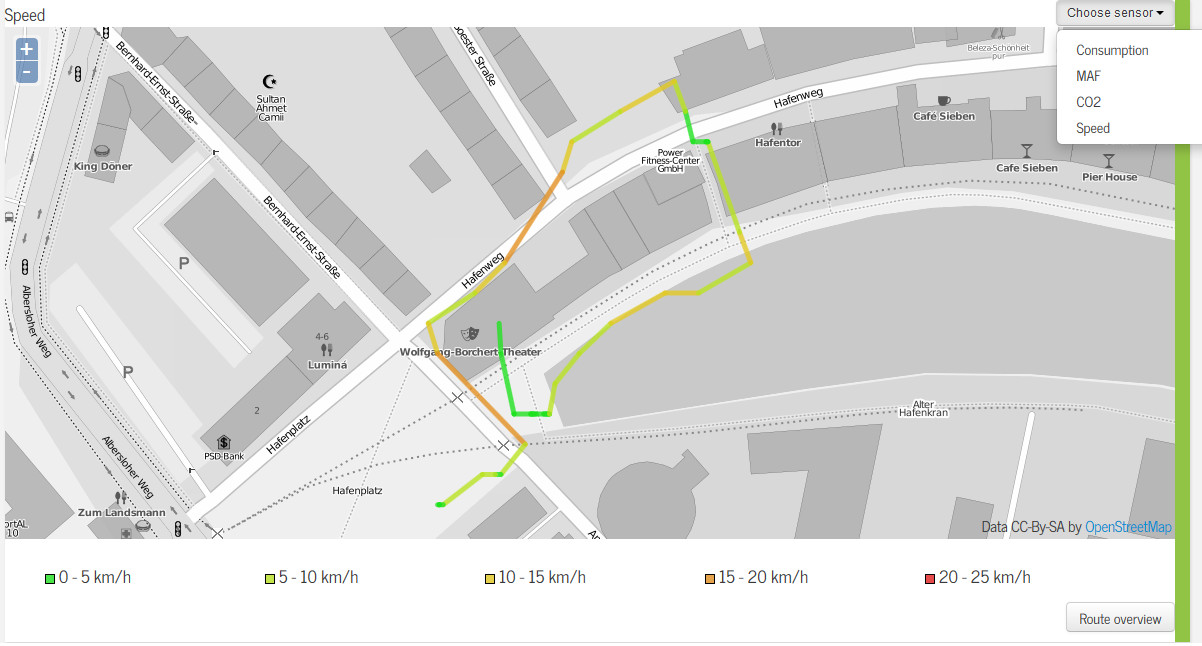 Speed
Choose sensor
Consumption
MAF
CO2
Speed
+
-
Bernhard-Ernst-Straße
oester Straße
Beleza-Schönheit
pur
Sultan
Ahmet
Camii
Hafenweg
Café Sieben
Hafentor
King Döner
Power
Fitness-Center
GmbH
Cafe Sieben
Pier House
Bernhard-Ernst-Straße
P
Hafenweg
Albersloher Weg
4-6
Luminá
Wolfgang-Borchert-Theater
P
2
Alter
Hafenkran
Hafenplatz
PSD-Bank
Albersloher Weg
Hafenplatz
Zum Landsmann
ortAL
10
Data CC-By-SA by OpenStreetMap
0 - 5 km/h
5 - 10 km/h
10 - 15 km/h
15 - 20 km/h
20 - 25 km/h
Route overview